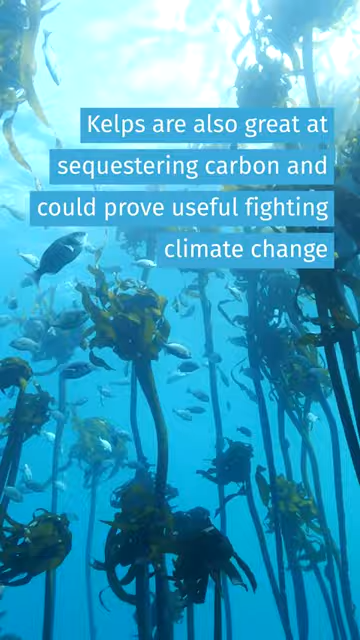 Kelps are also great at
sequestering carbon and
could prove useful fighting
climate change